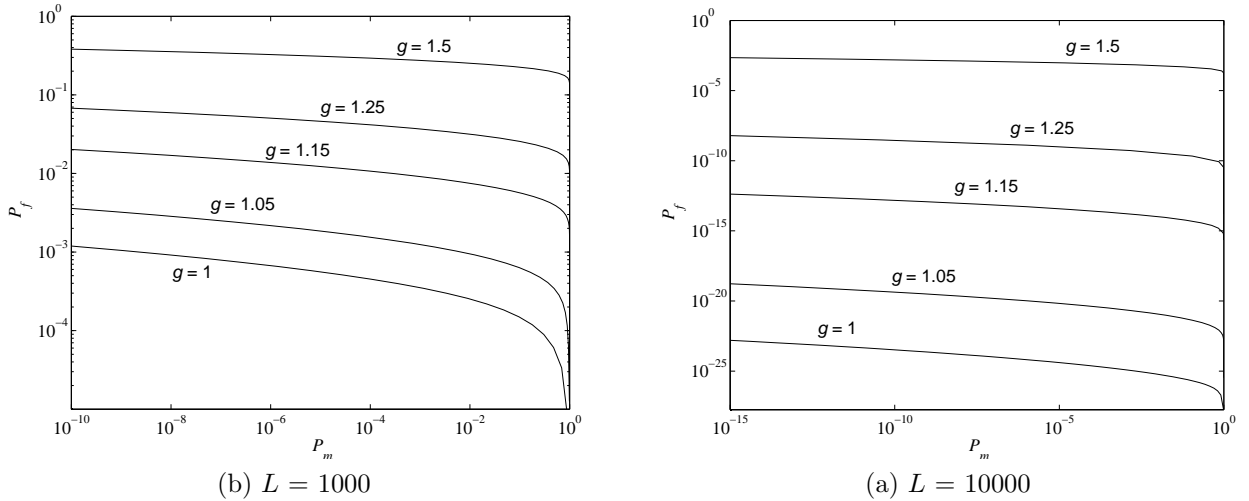 10^0
10^-1
10^-2
10^-3
10^-4
P_f
g = 1.5
g = 1.25
g = 1.15
g = 1.05
g = 1
10^-10
10^-8
10^-6
10^-4
10^-2
10^0
P_m
(b) L = 1000
10^0
10^-5
10^-10
10^-15
10^-20
10^-25
P_f
g = 1.5
g = 1.25
g = 1.15
g = 1.05
g = 1
10^-15
10^-10
10^-5
10^0
P_m
(a) L = 10000